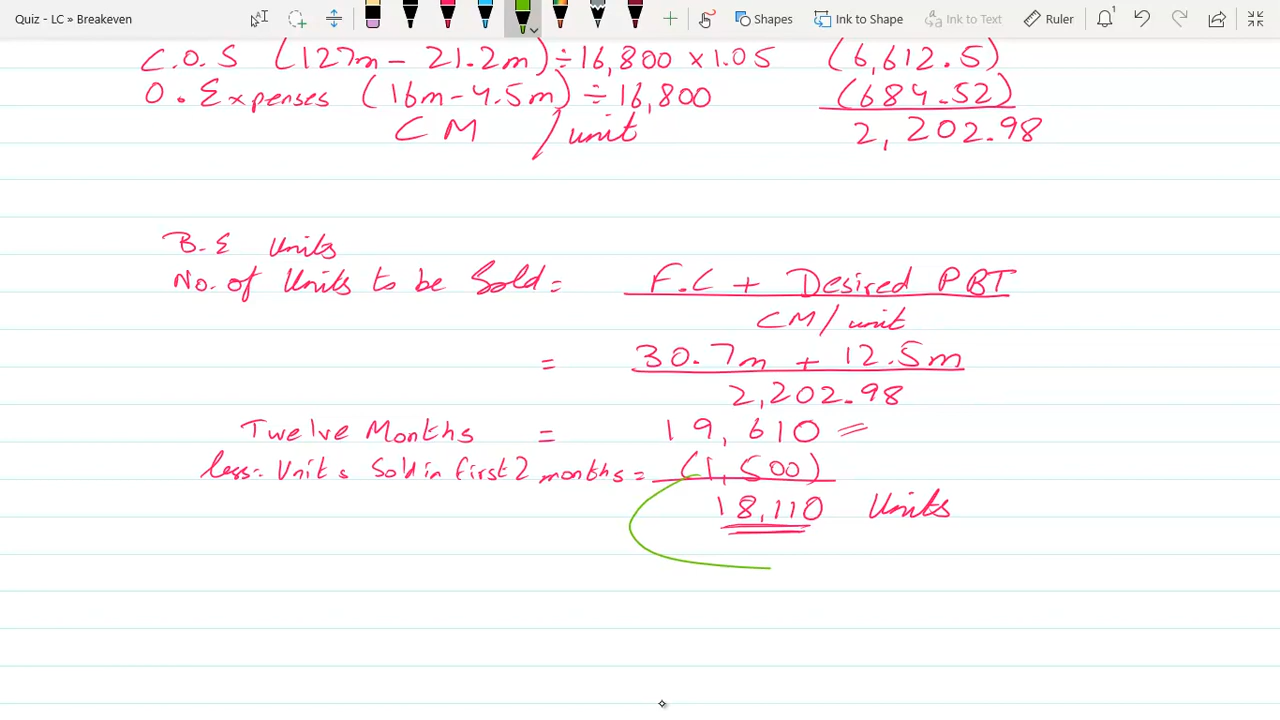 Quiz - LC » Breakeven
Shapes Ink to Shape Ink to Text Ruler
C.O.S (127m - 21.2m) ÷ 16,800 × 1.05 (6,612.5)
O. Expenses (16m - 4.5m) ÷ 16,800 (684.52)
CM /unit 2,202.98
B.E Units
No. of Units to be Sold = F.C + Desired PBT
CM/unit
= 30.7m + 12.5m
2,202.98
Twelve Months = 19,610 =
less:- Units Sold in first 2 months = (1,500)
18,110 Units